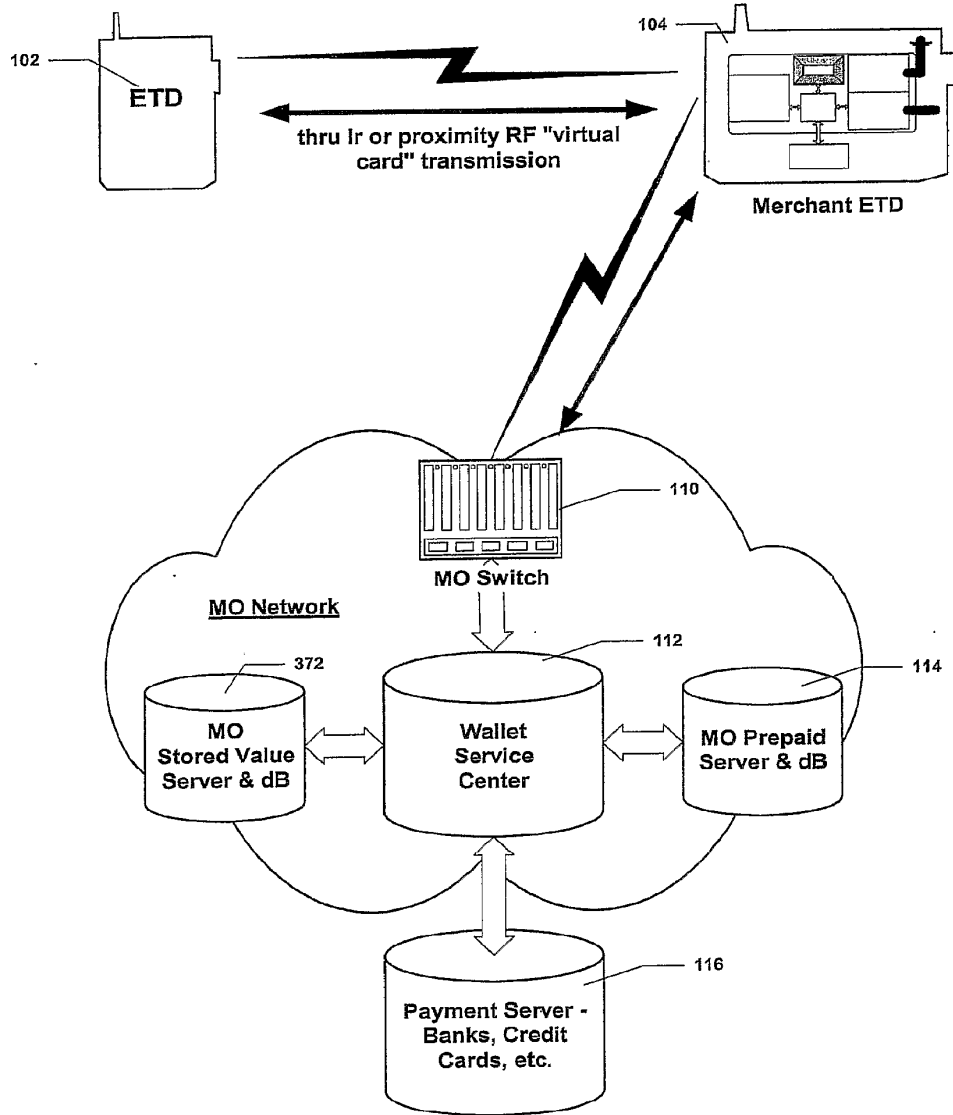 102
ETD
104
thru Ir or proximity RF "virtual
card" transmission
Merchant ETD
110
MO Switch
MO Network
112
372
114
MO
Stored Value
Server & dB
Wallet
Service
Center
MO Prepaid
Server & dB
116
Payment Server -
Banks, Credit
Cards, etc.